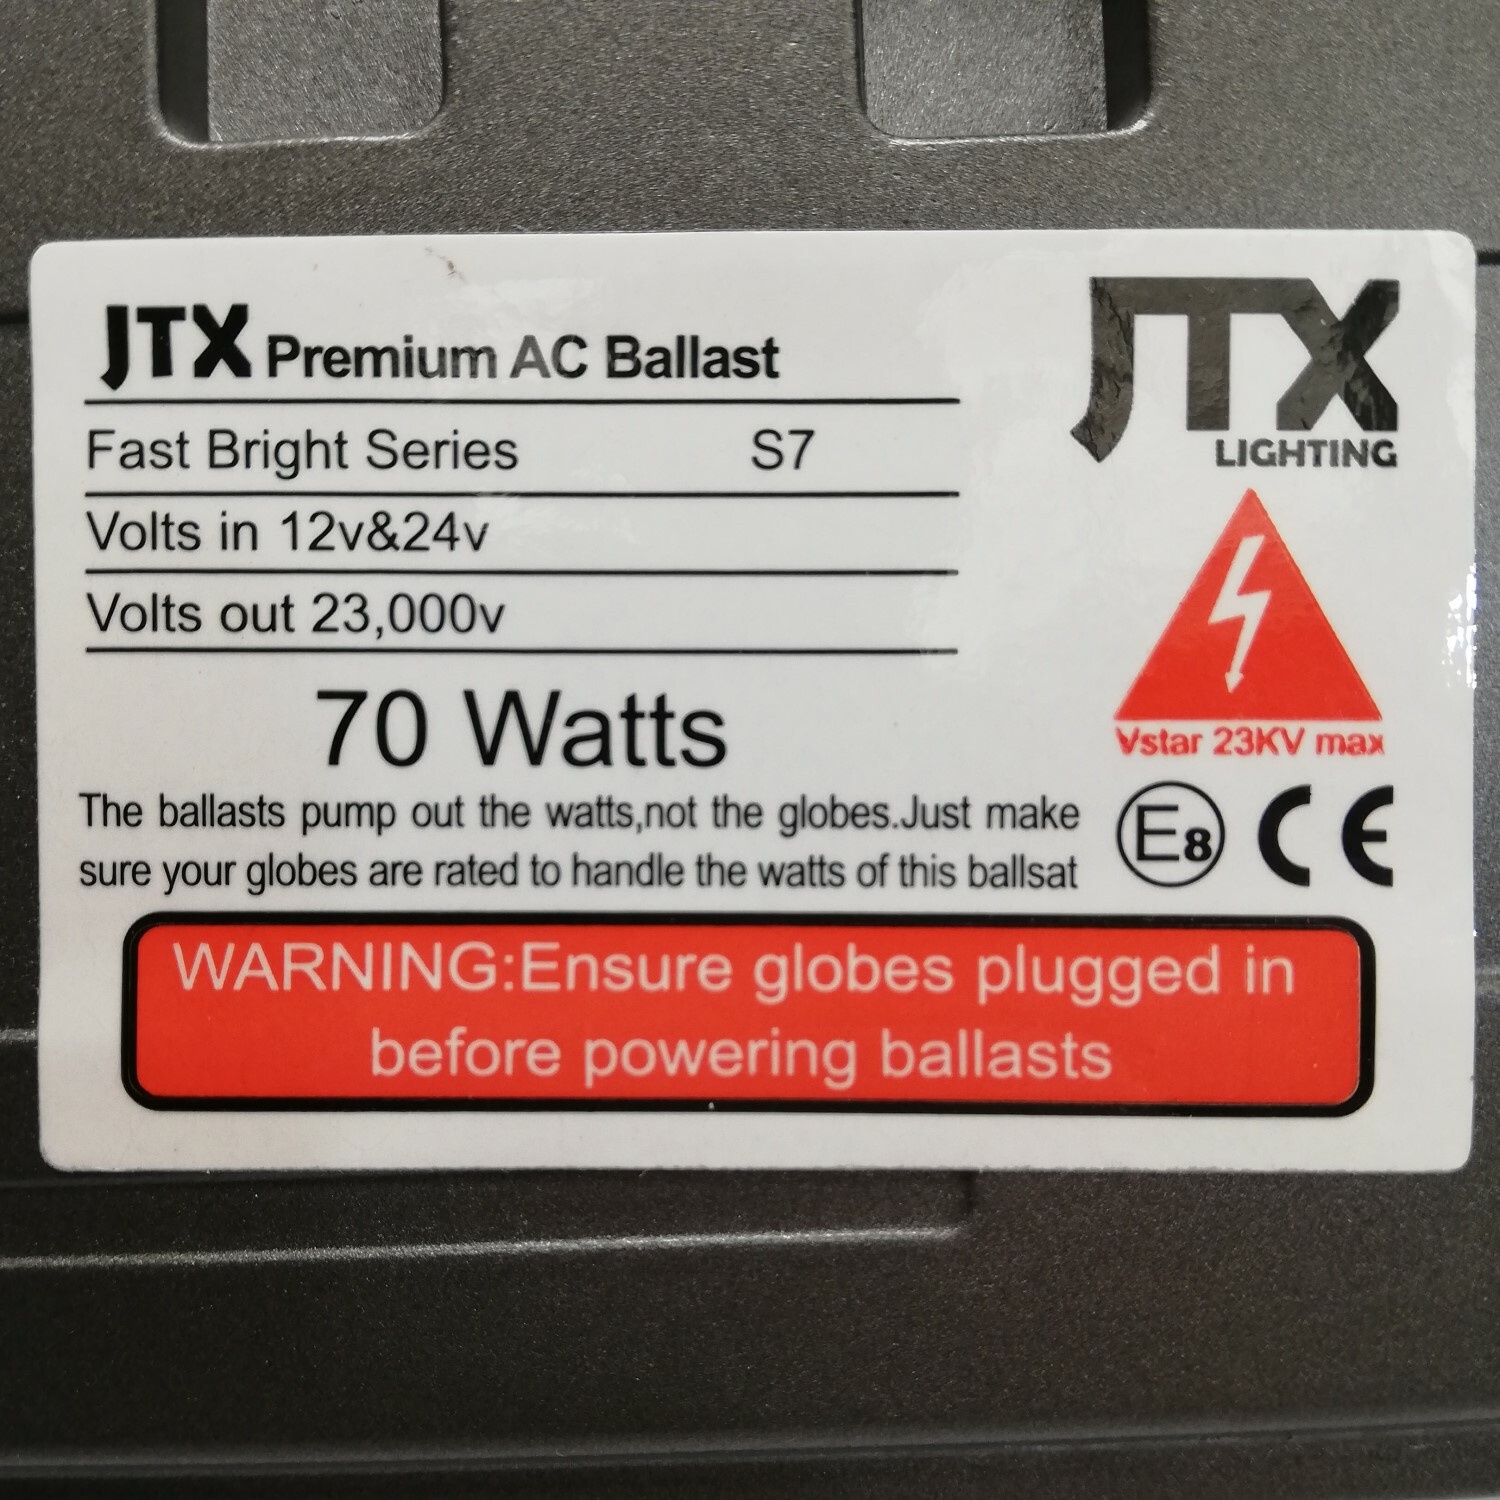 JTX Premium AC Ballast
JTX
LIGHTING
Fast Bright Series S7
Volts in 12v&24v
Volts out 23,000v
70 Watts
Vstar 23KV max
The ballasts pump out the watts,not the globes.Just make
sure your globes are rated to handle the watts of this ballsat
E8 CE
WARNING:Ensure globes plugged in
before powering ballasts